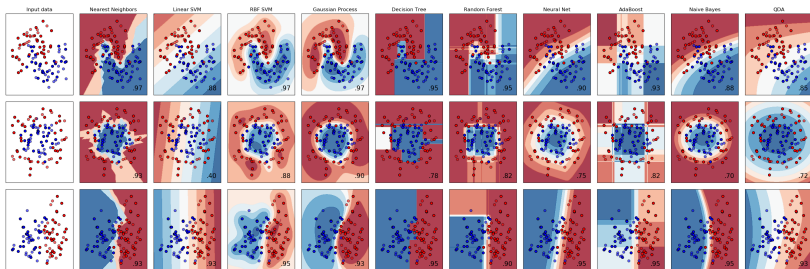 Input data Nearest Neighbors Linear SVM RBF SVM Gaussian Process Decision Tree Random Forest Neural Net AdaBoost Naive Bayes QDA
.97 .88 .97 .97 .95 .95 .90 .93 .88 .85
.93 .40 .88 .90 .78 .82 .75 .82 .70 .72
.93 .93 .95 .93 .95 .90 .95 .95 .95 .93